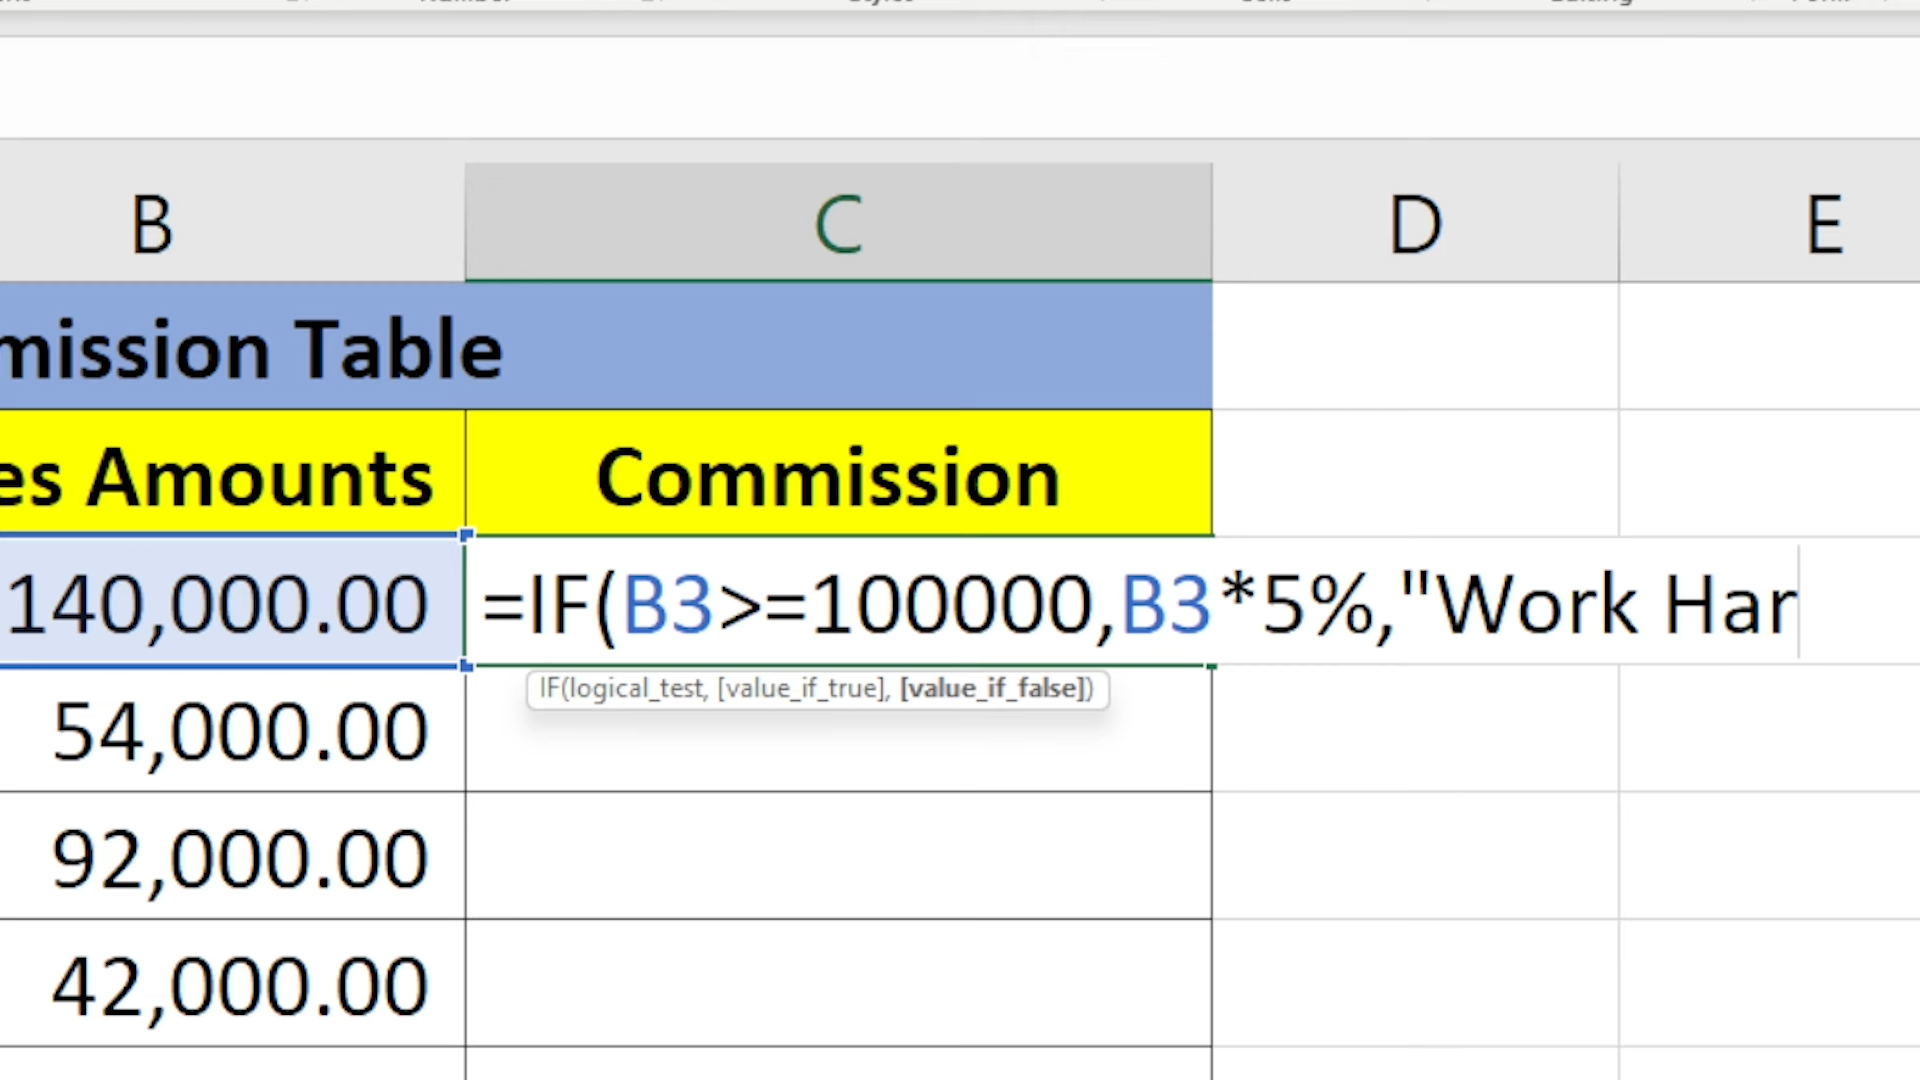 B C D E
mission Table
es Amounts Commission
140,000.00 =IF(B3>=100000,B3*5%,"Work Har
IF(logical_test, [value_if_true], [value_if_false])
54,000.00
92,000.00
42,000.00